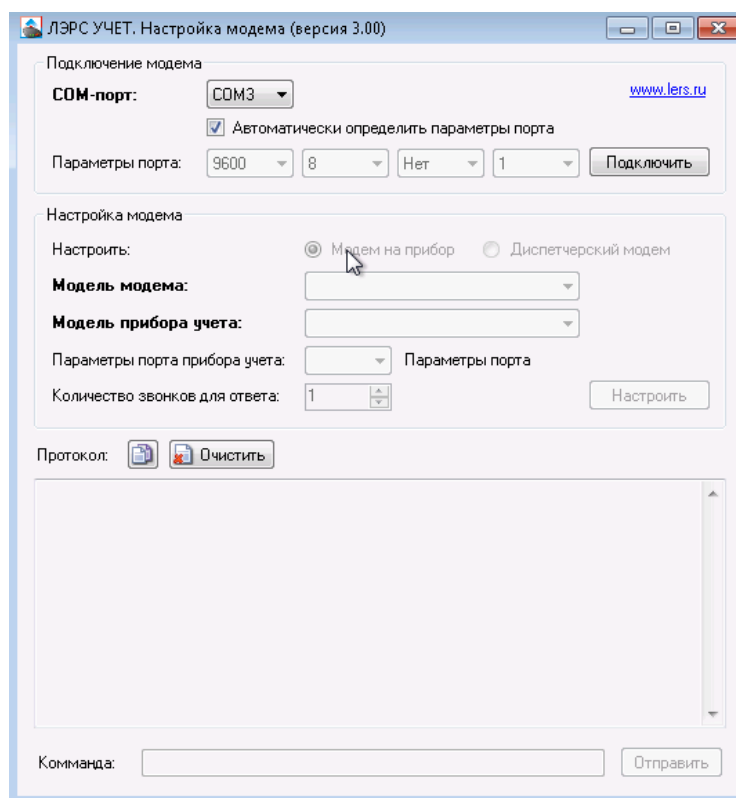 ЛЭРС УЧЕТ. Настройка модема (версия 3.00)
Подключение модема
COM-порт: COM3 www.lers.ru
Автоматически определить параметры порта
Параметры порта: 9600 8 Нет 1 Подключить
Настройка модема
Настроить: Модем на прибор Диспетчерский модем
Модель модема:
Модель прибора учета:
Параметры порта прибора учета: Параметры порта
Количество звонков для ответа: 1 Настроить
Протокол: Очистить
Комманда: Отправить